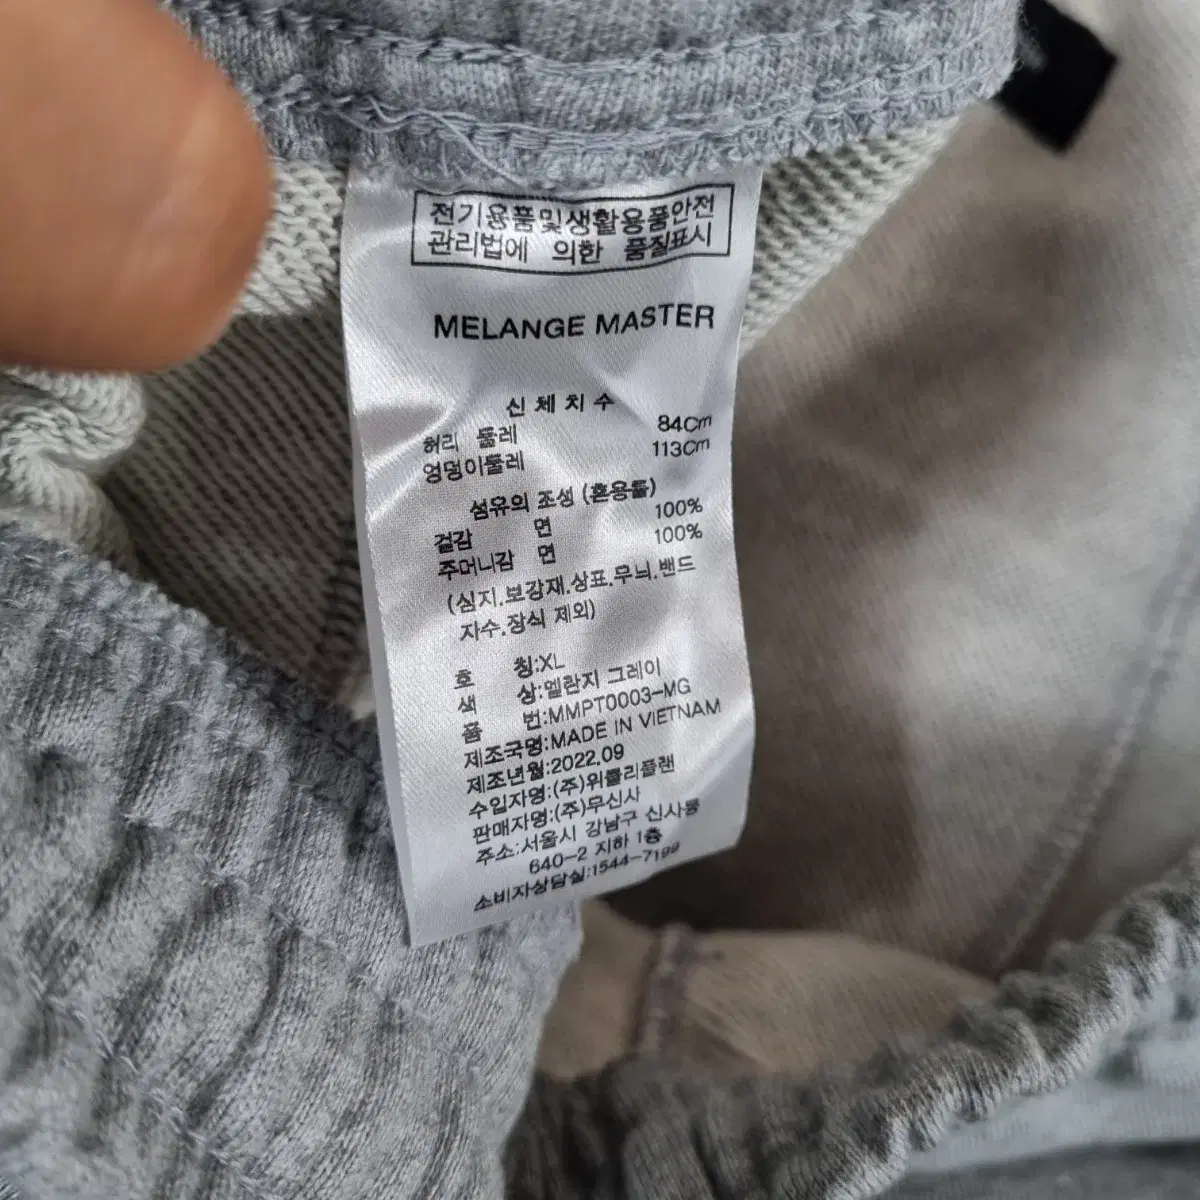 전기용품및생활용품안전
관리법에 의한 품질표시
MELANGE MASTER
신체치수
허리 둘레 84Cm
엉덩이둘레 113Cm
섬유의 조성 (혼용률)
겉감 면 100%
주머니감 면 100%
(심지.보강재.상표.무늬.밴드
자수.장식 제외)
호 칭:XL
색 상:멜란지 그레이
품 번:MMPT0003-MG
제조국명:MADE IN VIETNAM
제조년월:2022.09
수입자명:(주)위클리플랜
판매자명:(주)무신사
주소:서울시 강남구 신사동
640-2 지하 1층
소비자상담실:1544-7199